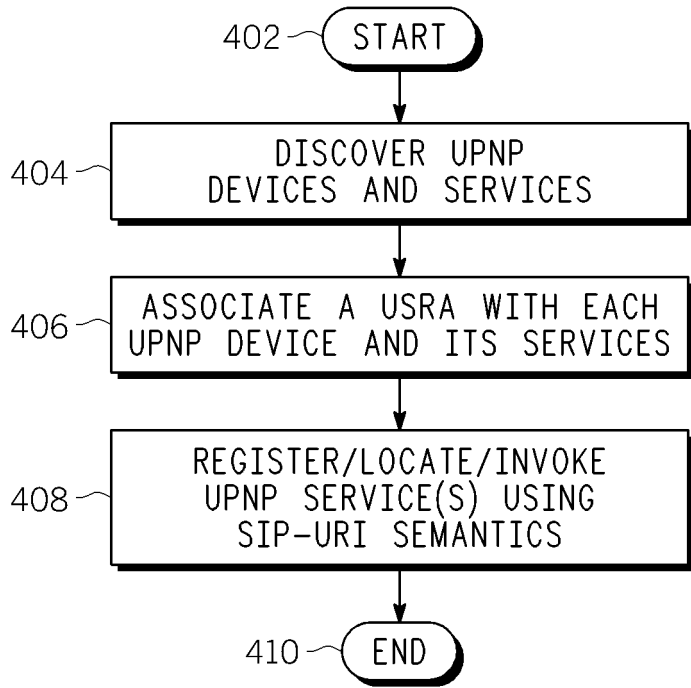 402
START
404
DISCOVER UPNP
DEVICES AND SERVICES
406
ASSOCIATE A USRA WITH EACH
UPNP DEVICE AND ITS SERVICES
408
REGISTER/LOCATE/INVOKE
UPNP SERVICE(S) USING
SIP-URI SEMANTICS
410
END